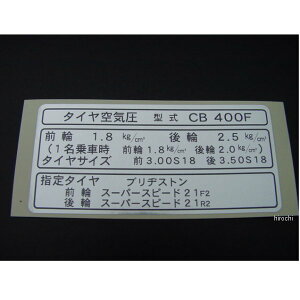 タイヤ空気圧 型式 CB 400F
前輪 1.8 kg/cm² 後輪 2.5 kg/cm²
(1名乗車時 前輪1.8kg/cm² 後輪2.0kg/cm²)
タイヤサイズ 前3.00S18 後3.50S18
指定タイヤ ブリヂストン
前輪 スーパースピード21F2
後輪 スーパースピード21R2
hirochi